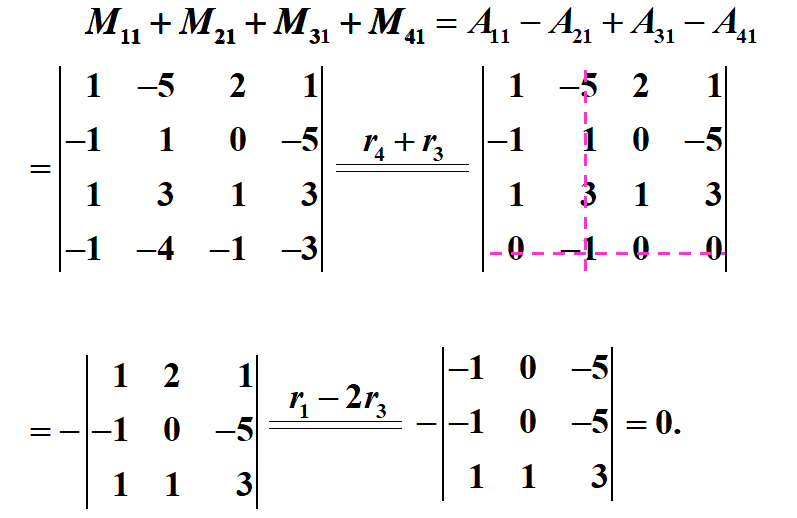 M₁₁ + M₂₁ + M₃₁ + M₄₁ = A₁₁ − A₂₁ + A₃₁ − A₄₁
1 −5 2 1 1 −5 2 1
−1 1 0 −5 r₄ + r₃ −1 1 0 −5
=
1 3 1 3 1 3 1 3
−1 −4 −1 −3 0 −1 0 0
1 2 1 −1 0 −5
r₁ − 2r₃
= − −1 0 −5 − −1 0 −5 = 0.
1 1 3 1 1 3